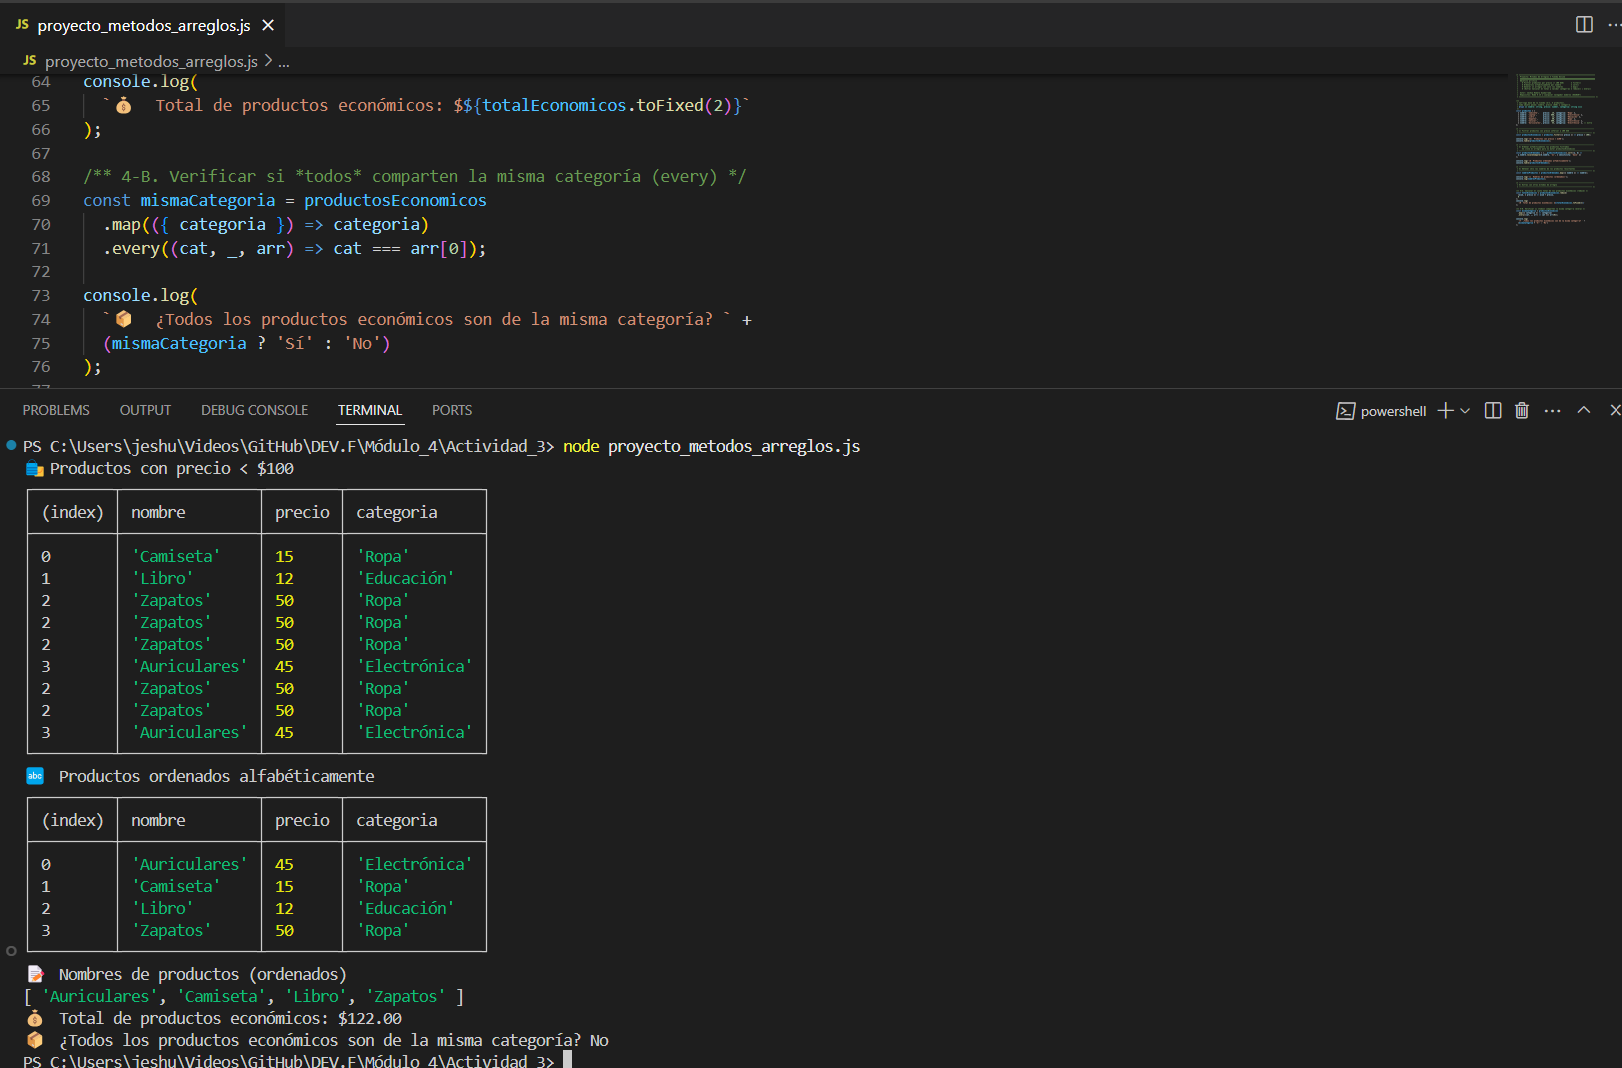 JS proyecto_metodos_arreglos.js ×
JS proyecto_metodos_arreglos.js > ...
64 console.log(
65 `💰  Total de productos económicos: $${totalEconomicos.toFixed(2)}`
66 );
67
68 /** 4-B. Verificar si *todos* comparten la misma categoría (every) */
69 const mismaCategoria = productosEconomicos
70 .map(({ categoria }) => categoria)
71 .every((cat, _, arr) => cat === arr[0]);
72
73 console.log(
74 `📦  ¿Todos los productos económicos son de la misma categoría? ` +
75 (mismaCategoria ? 'Sí' : 'No')
76 );
77
PROBLEMS OUTPUT DEBUG CONSOLE TERMINAL PORTS powershell
PS C:\Users\jeshu\Videos\GitHub\DEV.F\Módulo_4\Actividad_3> node proyecto_metodos_arreglos.js
🛍️ Productos con precio < $100
(index) nombre precio categoria
0 'Camiseta' 15 'Ropa'
1 'Libro' 12 'Educación'
2 'Zapatos' 50 'Ropa'
2 'Zapatos' 50 'Ropa'
2 'Zapatos' 50 'Ropa'
3 'Auriculares' 45 'Electrónica'
2 'Zapatos' 50 'Ropa'
2 'Zapatos' 50 'Ropa'
3 'Auriculares' 45 'Electrónica'
🔤 Productos ordenados alfabéticamente
(index) nombre precio categoria
0 'Auriculares' 45 'Electrónica'
1 'Camiseta' 15 'Ropa'
2 'Libro' 12 'Educación'
3 'Zapatos' 50 'Ropa'
📝 Nombres de productos (ordenados)
[ 'Auriculares', 'Camiseta', 'Libro', 'Zapatos' ]
💰 Total de productos económicos: $122.00
📦 ¿Todos los productos económicos son de la misma categoría? No
PS C:\Users\jeshu\Videos\GitHub\DEV.F\Módulo_4\Actividad_3>